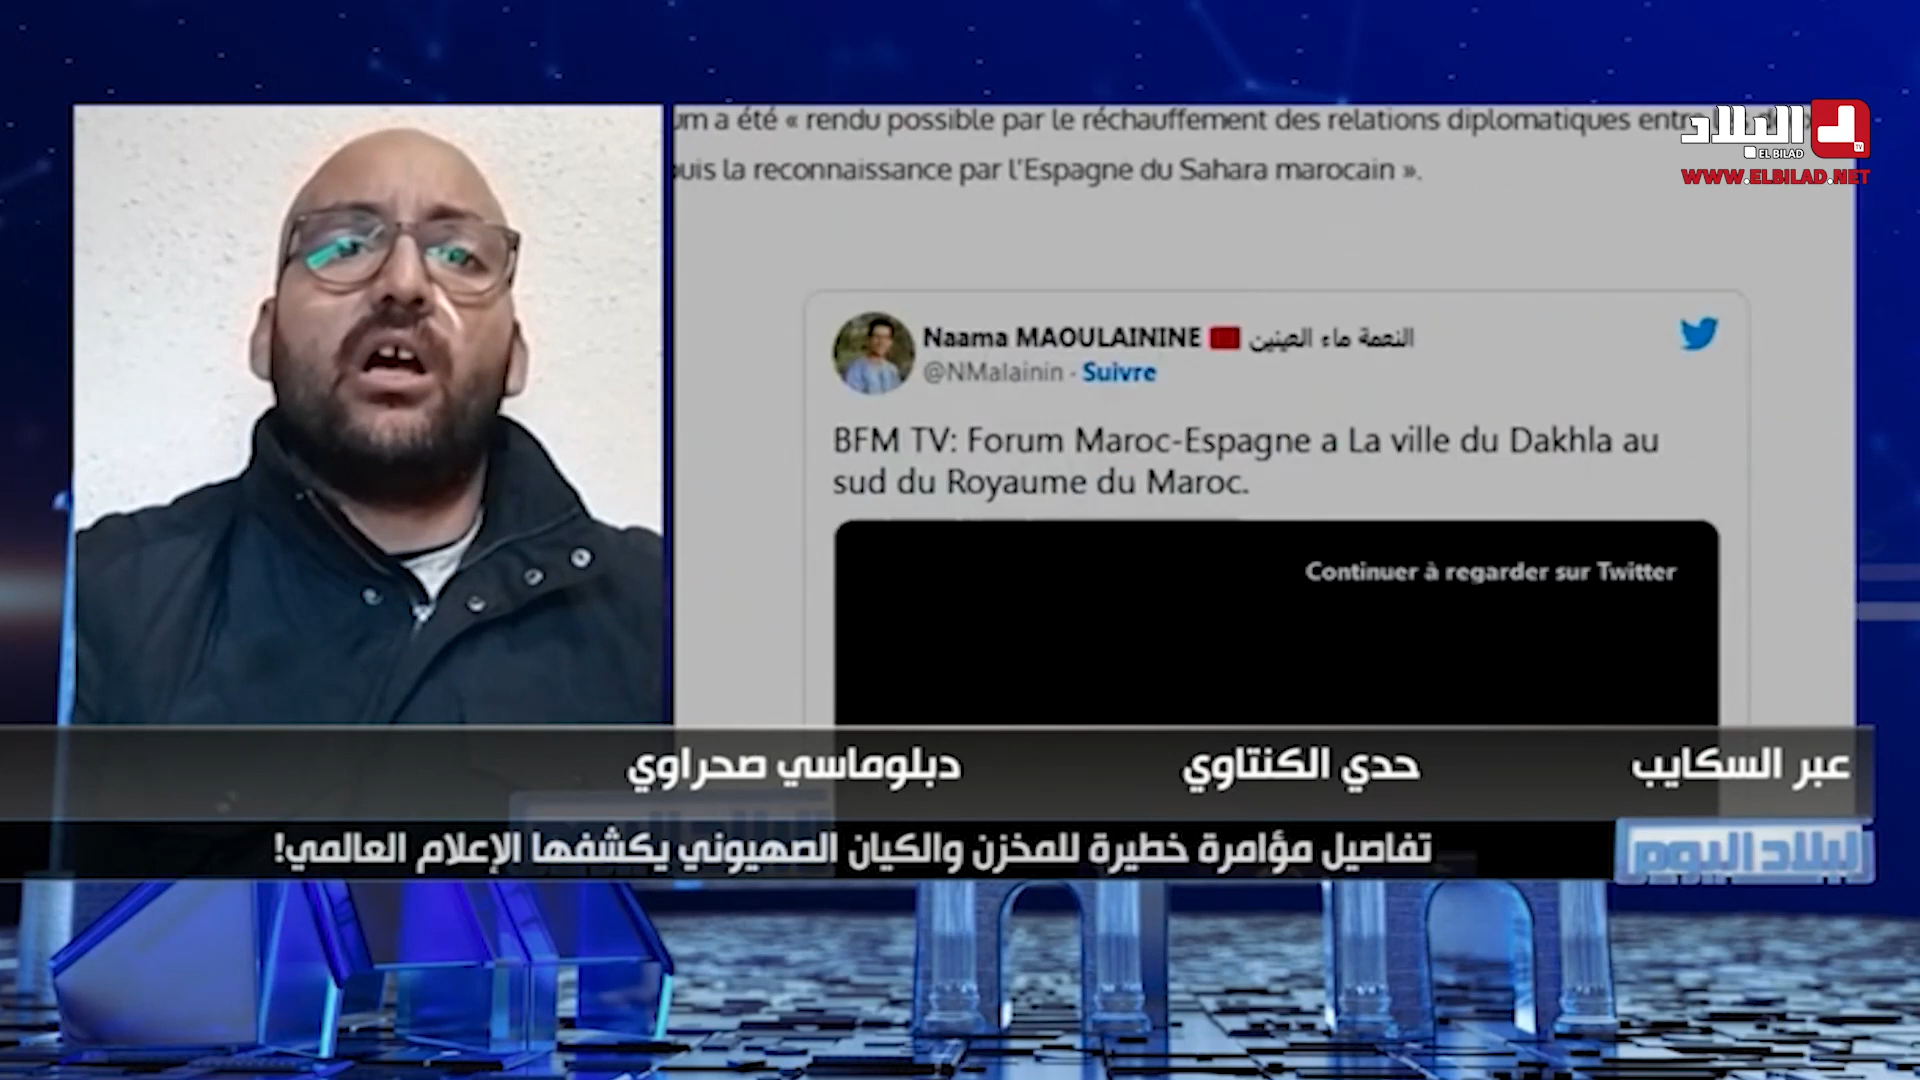 um a été « rendu possible par le réchauffement des relations diplomatiques
puis la reconnaissance par l'Espagne du Sahara marocain ».
البلاد
EL BILAD
TV
WWW.ELBILAD.NET
Naama MAOULAININE 🇲🇦 النعمة ماء العينين
@NMalainin · Suivre
BFM TV: Forum Maroc-Espagne a La ville du Dakhla au
sud du Royaume du Maroc.
Continuer à regarder sur Twitter
عبر السكايب حدي الكنتاوي دبلوماسي صحراوي
البلاد اليوم
تفاصيل مؤامرة خطيرة للمخزن والكيان الصهيوني يكشفها الإعلام العالمي!